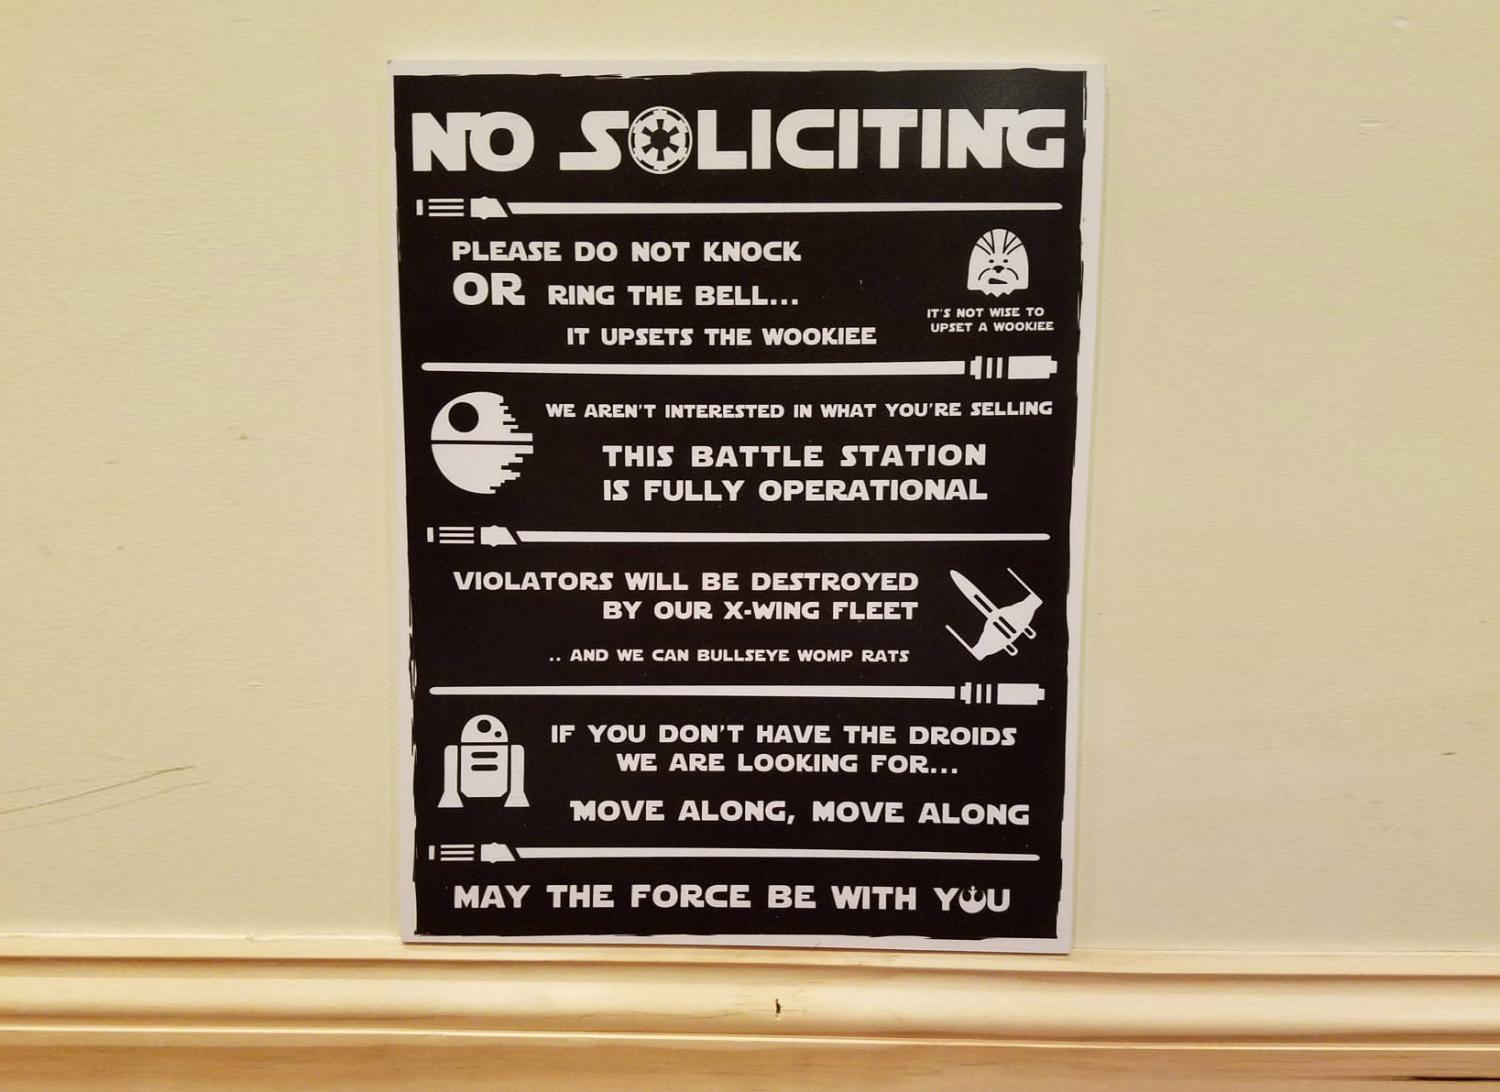 NO SOLICITING
PLEASE DO NOT KNOCK
OR RING THE BELL...
IT UPSETS THE WOOKIEE
IT'S NOT WISE TO
UPSET A WOOKIEE
WE AREN'T INTERESTED IN WHAT YOU'RE SELLING
THIS BATTLE STATION
IS FULLY OPERATIONAL
VIOLATORS WILL BE DESTROYED
BY OUR X-WING FLEET
.. AND WE CAN BULLSEYE WOMP RATS
IF YOU DON'T HAVE THE DROIDS
WE ARE LOOKING FOR...
MOVE ALONG, MOVE ALONG
MAY THE FORCE BE WITH YOU